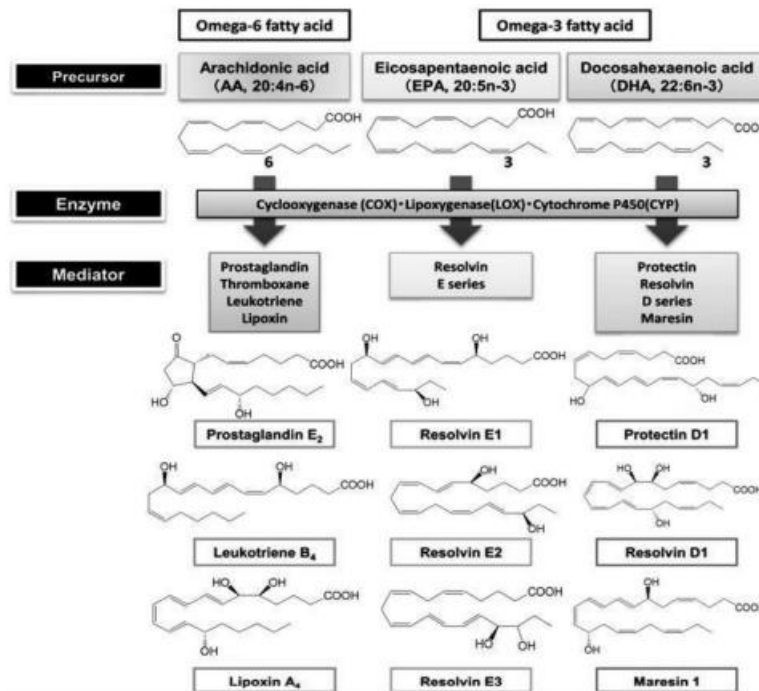 Omega-6 fatty acid
Omega-3 fatty acid
Precursor
Arachidonic acid
(AA, 20:4n-6)
Eicosapentaenoic acid
(EPA, 20:5n-3)
Docosahexaenoic acid
(DHA, 22:6n-3)
COOH
6
COOH
3
COOH
3
Enzyme
Cyclooxygenase (COX)・Lipoxygenase(LOX)・Cytochrome P450(CYP)
Mediator
Prostaglandin
Thromboxane
Leukotriene
Lipoxin
Resolvin
E series
Protectin
Resolvin
D series
Maresin
O
COOH
HO
OH
Prostaglandin E₂
OH
OH
COOH
OH
Resolvin E1
COOH
OH
OH
Protectin D1
OH
OH
COOH
Leukotriene B₄
OH
COOH
OH
Resolvin E2
HO
OH
COOH
OH
Resolvin D1
HO
OH
COOH
OH
Lipoxin A₄
COOH
HO
OH
Resolvin E3
OH
COOH
OH
Maresin 1